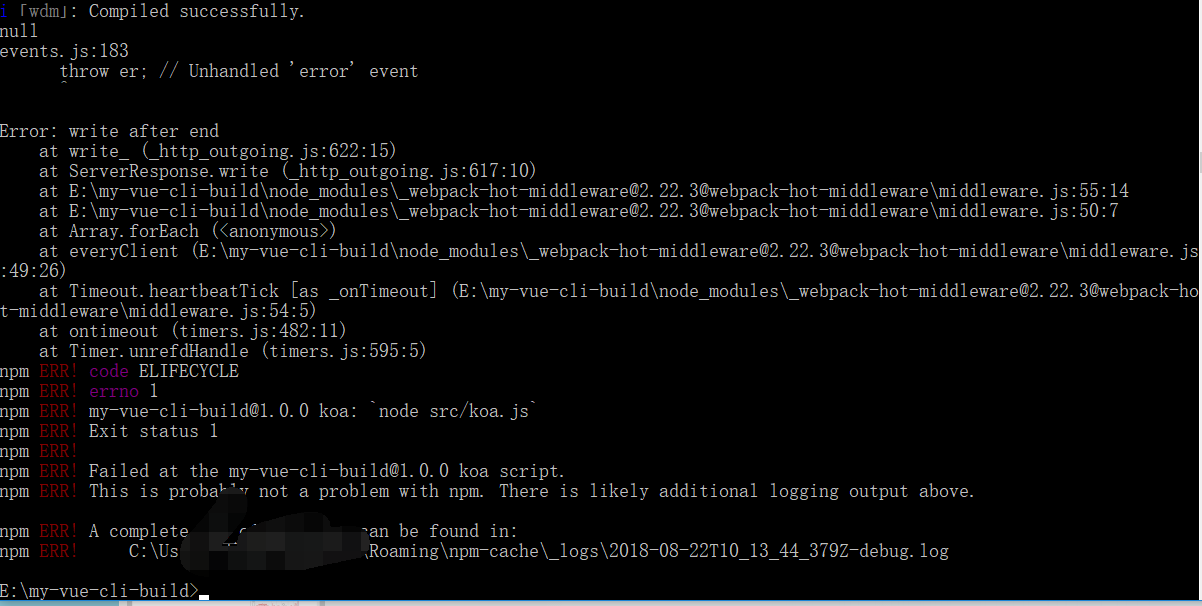 i ｢wdm｣: Compiled successfully.
null
events.js:183
      throw er; // Unhandled 'error' event
      ^
Error: write after end
    at write_ (_http_outgoing.js:622:15)
    at ServerResponse.write (_http_outgoing.js:617:10)
    at E:\my-vue-cli-build\node_modules\_webpack-hot-middleware@2.22.3@webpack-hot-middleware\middleware.js:55:14
    at E:\my-vue-cli-build\node_modules\_webpack-hot-middleware@2.22.3@webpack-hot-middleware\middleware.js:50:7
    at Array.forEach (<anonymous>)
    at everyClient (E:\my-vue-cli-build\node_modules\_webpack-hot-middleware@2.22.3@webpack-hot-middleware\middleware.js
:49:26)
    at Timeout.heartbeatTick [as _onTimeout] (E:\my-vue-cli-build\node_modules\_webpack-hot-middleware@2.22.3@webpack-ho
t-middleware\middleware.js:54:5)
    at ontimeout (timers.js:482:11)
    at Timer.unrefdHandle (timers.js:595:5)
npm ERR! code ELIFECYCLE
npm ERR! errno 1
npm ERR! my-vue-cli-build@1.0.0 koa: `node src/koa.js`
npm ERR! Exit status 1
npm ERR!
npm ERR! Failed at the my-vue-cli-build@1.0.0 koa script.
npm ERR! This is probably not a problem with npm. There is likely additional logging output above.
npm ERR! A complete can be found in:
npm ERR!     C:\Us \Roaming\npm-cache\_logs\2018-08-22T10_13_44_379Z-debug.log
E:\my-vue-cli-build>